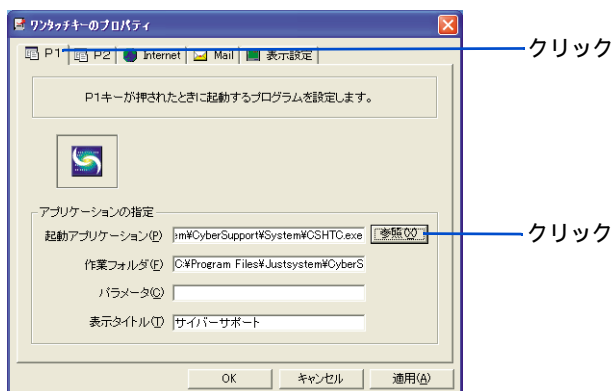 ワンタッチキーのプロパティ
P1 P2 Internet Mail 表示設定
クリック
P1キーが押されたときに起動するプログラムを設定します。
アプリケーションの指定
起動アプリケーション(P) em¥CyberSupport¥System¥CSHTC.exe 参照(X)
クリック
作業フォルダ(F) C:¥Program Files¥Justsystem¥CyberS
パラメータ(C)
表示タイトル(T) サイバーサポート
OK キャンセル 適用(A)